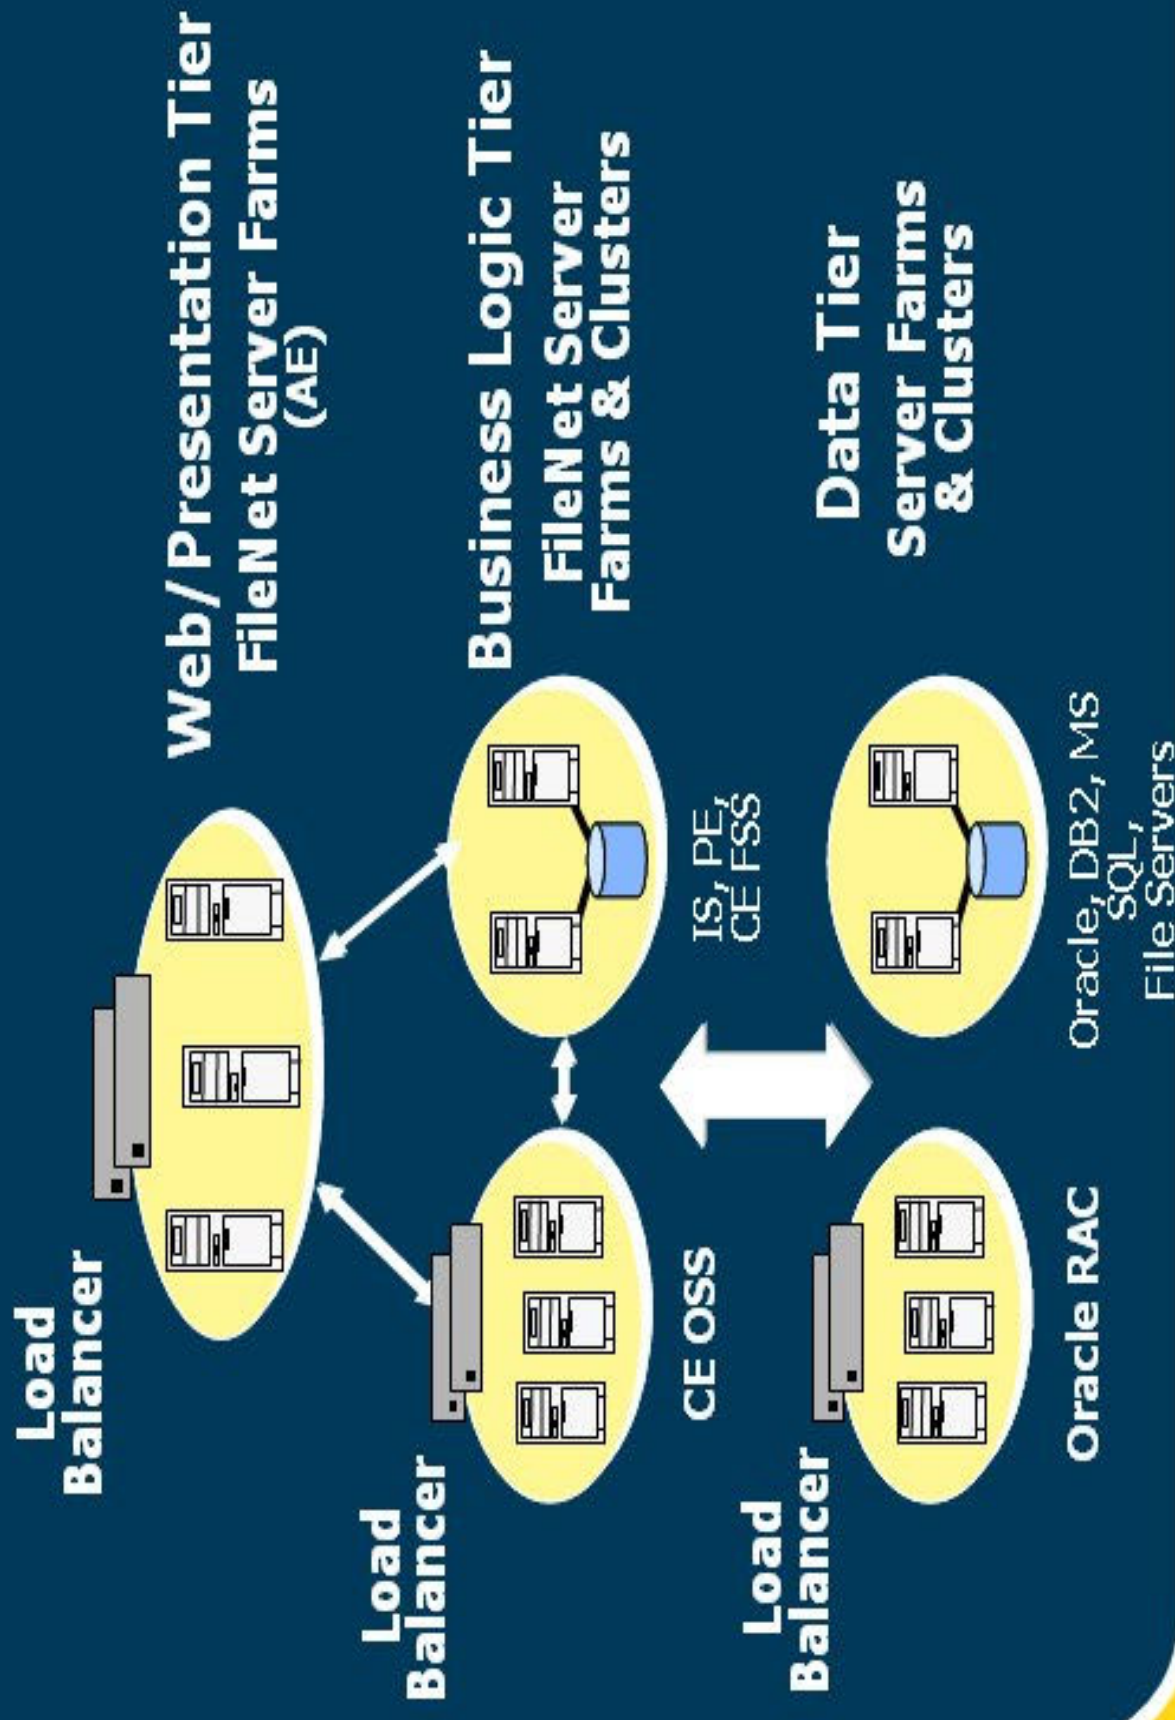 Load
Balancer
Web/Presentation Tier
FileNet Server Farms
(AE)
Load
Balancer
CE OSS
IS, PE,
CE FSS
Business Logic Tier
FileNet Server
Farms & Clusters
Load
Balancer
Oracle RAC
Oracle, DB2, MS
SQL,
File Servers
Data Tier
Server Farms
& Clusters